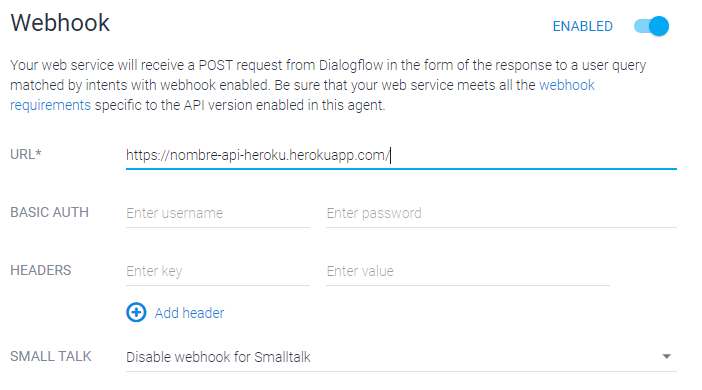 Webhook
ENABLED
Your web service will receive a POST request from Dialogflow in the form of the response to a user query
matched by intents with webhook enabled. Be sure that your web service meets all the webhook
requirements specific to the API version enabled in this agent.
URL* https://nombre-api-heroku.herokuapp.com/
BASIC AUTH Enter username Enter password
HEADERS Enter key Enter value
Add header
SMALL TALK Disable webhook for Smalltalk